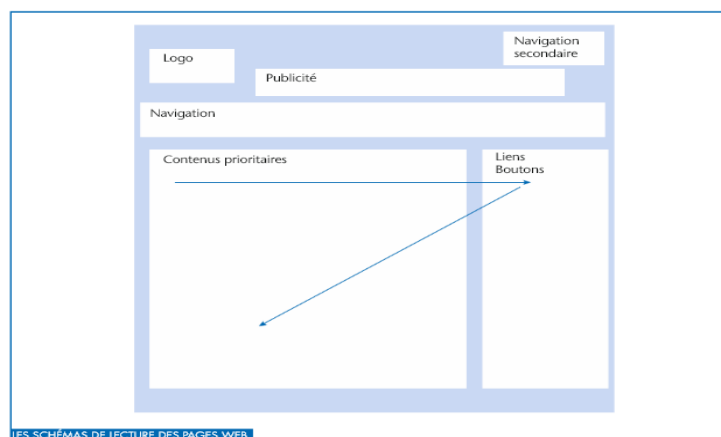 Logo
Navigation
secondaire
Publicité
Navigation
Contenus prioritaires
Liens
Boutons
LES SCHÉMAS DE LECTURE DES PAGES WEB